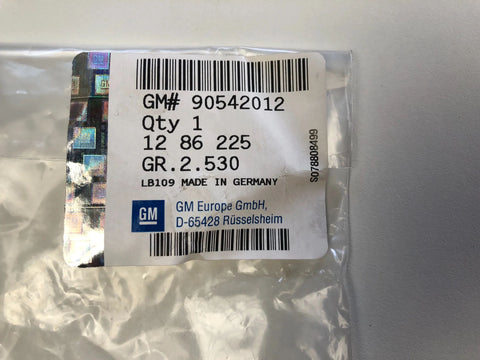 GM# 90542012
Qty 1
12 86 225
GR.2.530
LB109 MADE IN GERMANY
GM
GM Europe GmbH,
D-65428 Rüsselsheim
S078808499